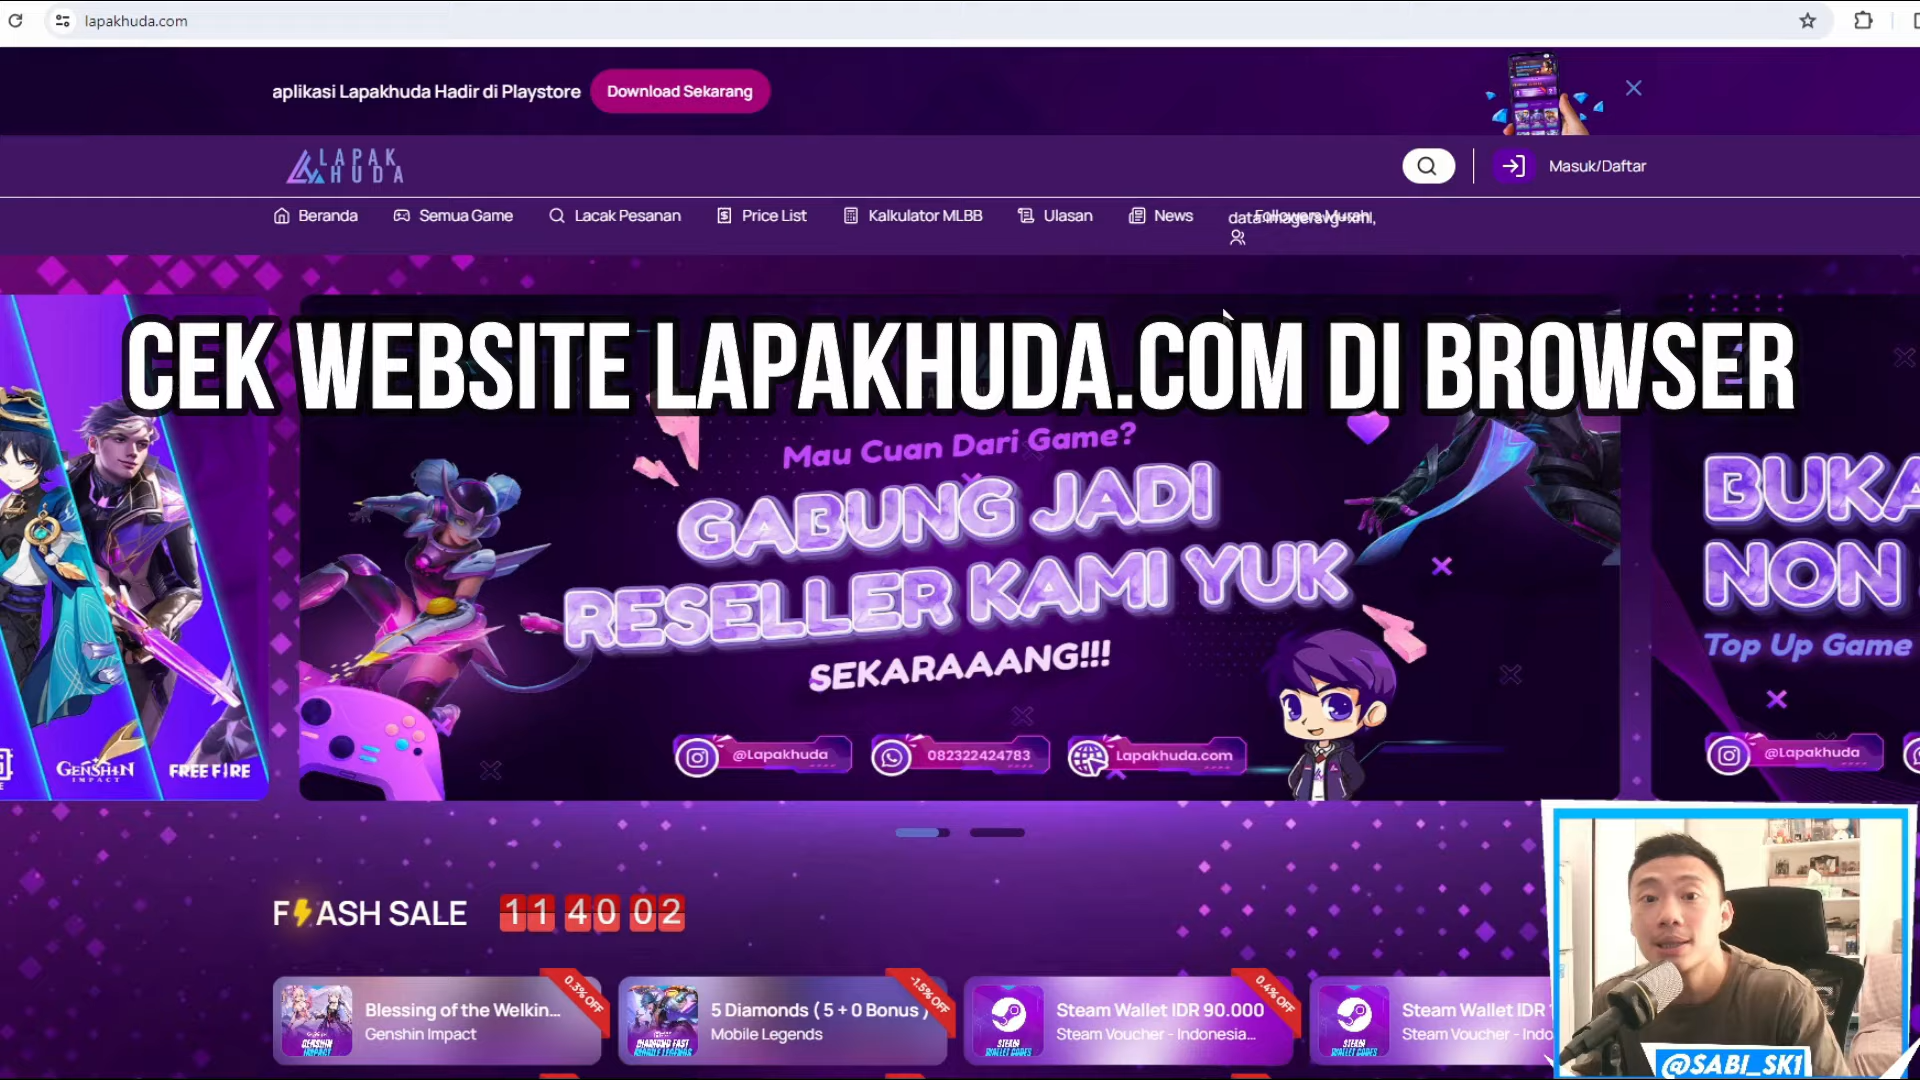 lapakhuda.com
aplikasi Lapakhuda Hadir di Playstore
Download Sekarang
LAPAK
HUDA
Masuk/Daftar
Beranda
Semua Game
Lacak Pesanan
Price List
Kalkulator MLBB
Ulasan
News
CEK WEBSITE LAPAKHUDA.COM DI BROWSER
Mau Cuan Dari Game?
GABUNG JADI
RESELLER KAMI YUK
SEKARAAANG!!!
@Lapakhuda
082322424783
Lapakhuda.com
GENSHIN
IMPACT
FREE FIRE
BUKA
NON
Top Up Game
@Lapakhuda
FLASH SALE
11 40 02
0.3% OFF
Blessing of the Welkin...
Genshin Impact
-1.5% OFF
5 Diamonds ( 5 + 0 Bonus )
Mobile Legends
0.4% OFF
Steam Wallet IDR 90.000
Steam Voucher - Indonesia...
Steam Wallet IDR 1
Steam Voucher - Indo
@SABI_SK1